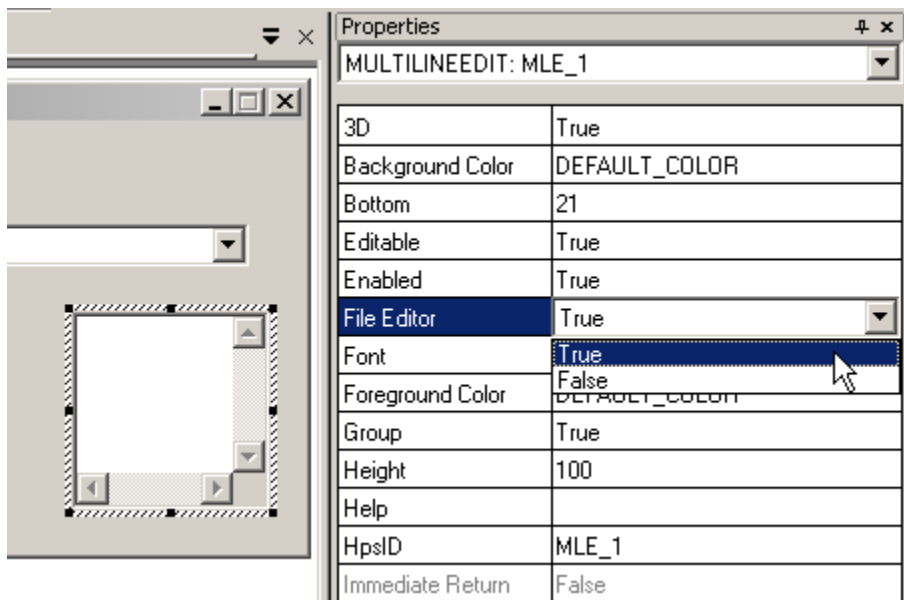 Properties
MULTILINEEDIT: MLE_1
3D True
Background Color DEFAULT_COLOR
Bottom 21
Editable True
Enabled True
File Editor True
Font True
False
Foreground Color DEFAULT_COLOR
Group True
Height 100
Help
HpsID MLE_1
Immediate Return False